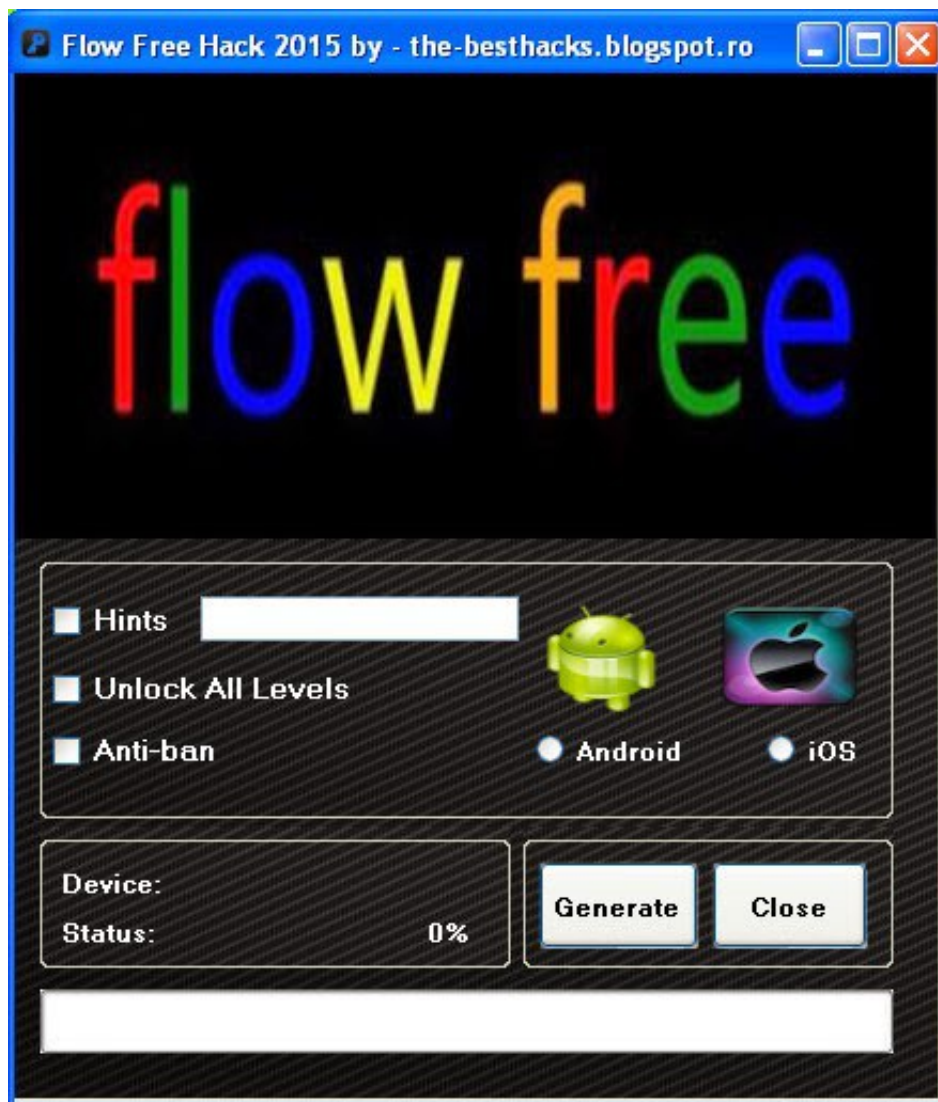 Flow Free Hack 2015 by - the-besthacks.blogspot.ro
flow free
Hints
Unlock All Levels
Anti-ban
Android
iOS
Device:
Status: 0%
Generate
Close